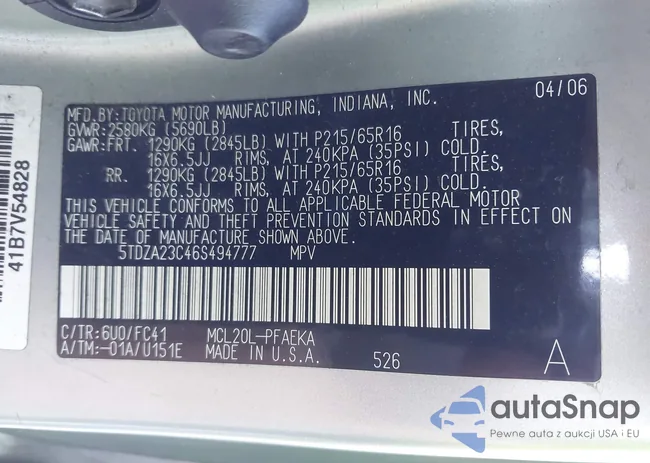 MFD.BY:TOYOTA MOTOR MANUFACTURING, INDIANA, INC. 04/06
GVWR:2580KG (5690LB)
GAWR:FRT. 1290KG (2845LB) WITH P215/65R16 TIRES,
16X6.5JJ RIMS, AT 240KPA (35PSI) COLD.
RR. 1290KG (2845LB) WITH P215/65R16 TIRES,
16X6.5JJ RIMS, AT 240KPA (35PSI) COLD.
THIS VEHICLE CONFORMS TO ALL APPLICABLE FEDERAL MOTOR
VEHICLE SAFETY AND THEFT PREVENTION STANDARDS IN EFFECT ON
THE DATE OF MANUFACTURE SHOWN ABOVE.
5TDZA23C46S494777 MPV
C/TR:6U0/FC41 MCL20L-PFAEKA
A/TM:-01A/U151E MADE IN U.S.A. 526 A
41B7V54828
autaSnap
Pewne auta z aukcji USA i EU